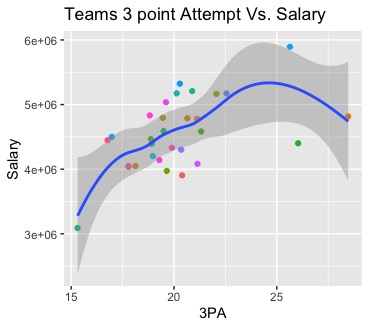 Teams 3 point Attempt Vs. Salary
6e+06
5e+06
4e+06
3e+06
Salary
15 20 25
3PA